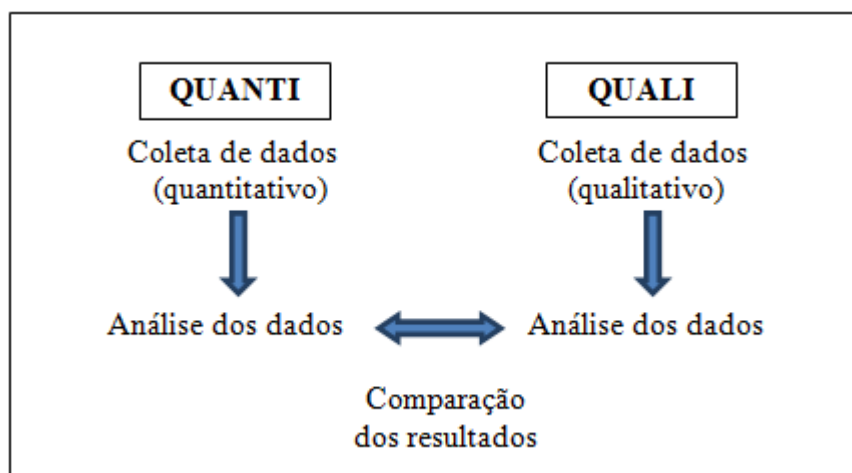 QUANTI
Coleta de dados
(quantitativo)
Análise dos dados
QUALI
Coleta de dados
(qualitativo)
Análise dos dados
Comparação
dos resultados